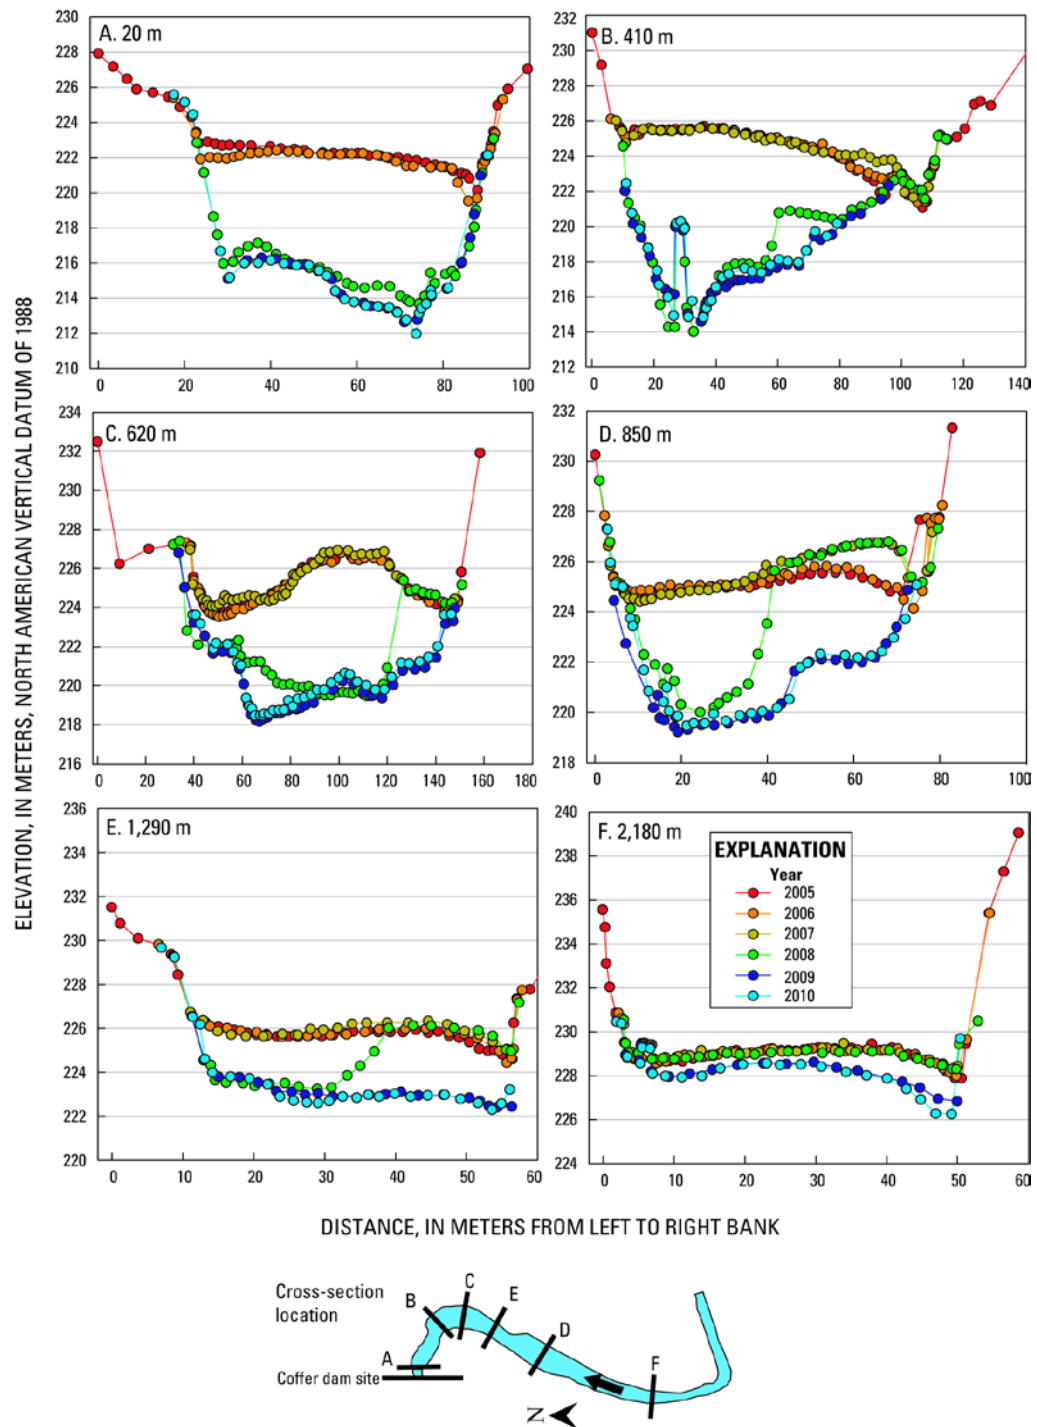 ELEVATION, IN METERS, NORTH AMERICAN VERTICAL DATUM OF 1988
A. 20 m
230
228
226
224
222
220
218
216
214
212
210
0 20 40 60 80 100
B. 410 m
232
230
228
226
224
222
220
218
216
214
212
0 20 40 60 80 100 120 140
C. 620 m
234
232
230
228
226
224
222
220
218
216
0 20 40 60 80 100 120 140 160 180
D. 850 m
232
230
228
226
224
222
220
218
0 20 40 60 80 100
E. 1,290 m
236
234
232
230
228
226
224
222
220
0 10 20 30 40 50 60
F. 2,180 m
240
238
236
234
232
230
228
226
224
0 10 20 30 40 50 60
EXPLANATION
Year
2005
2006
2007
2008
2009
2010
DISTANCE, IN METERS FROM LEFT TO RIGHT BANK
Cross-section
location
A
B
C
E
D
F
Coffer dam site
N